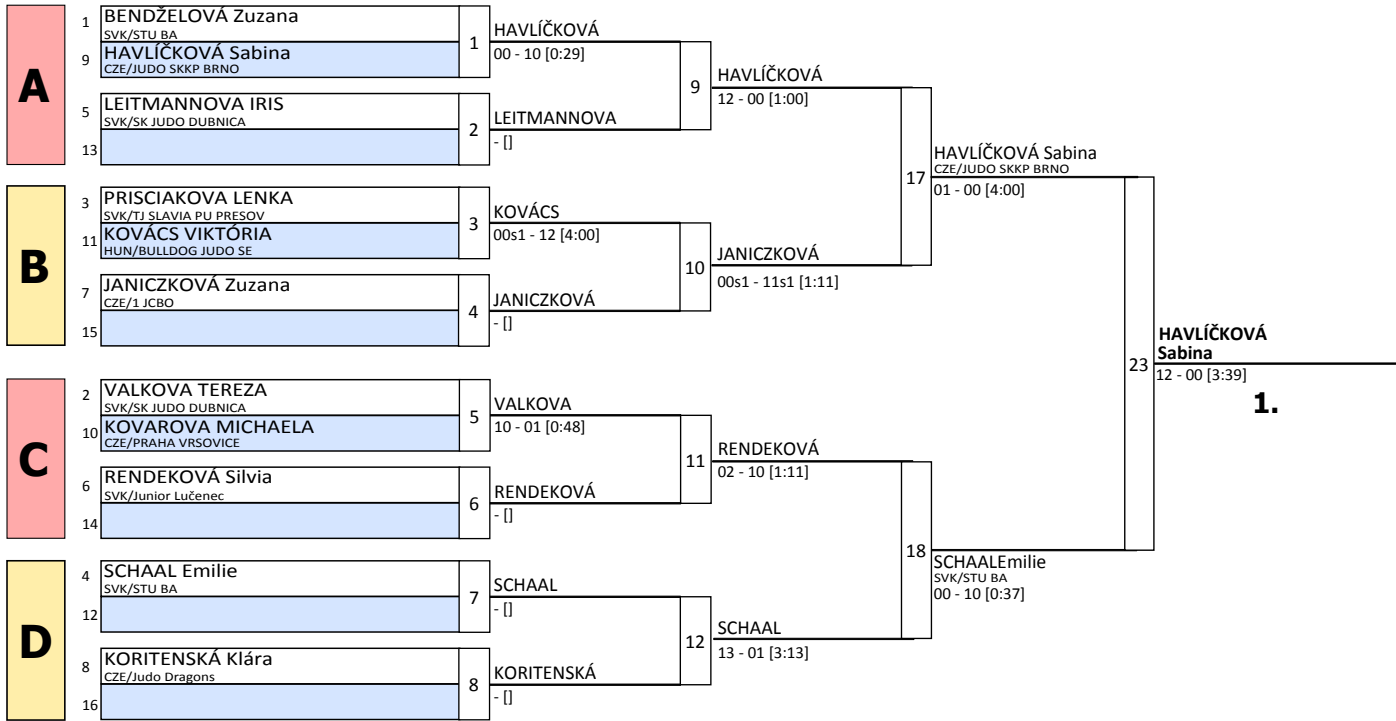 A
1
BENDŽELOVÁ Zuzana
SVK/STU BA
9
HAVLÍČKOVÁ Sabina
CZE/JUDO SKKP BRNO
1
HAVLÍČKOVÁ
00 - 10 [0:29]
5
LEITMANNOVA IRIS
SVK/SK JUDO DUBNICA
13
2
LEITMANNOVA
- []
9
HAVLÍČKOVÁ
12 - 00 [1:00]
B
3
PRISCIAKOVA LENKA
SVK/TJ SLAVIA PU PRESOV
11
KOVÁCS VIKTÓRIA
HUN/BULLDOG JUDO SE
3
KOVÁCS
00s1 - 12 [4:00]
7
JANICZKOVÁ Zuzana
CZE/1 JCBO
15
4
JANICZKOVÁ
- []
10
JANICZKOVÁ
00s1 - 11s1 [1:11]
17
HAVLÍČKOVÁ Sabina
CZE/JUDO SKKP BRNO
01 - 00 [4:00]
C
2
VALKOVA TEREZA
SVK/SK JUDO DUBNICA
10
KOVAROVA MICHAELA
CZE/PRAHA VRSOVICE
5
VALKOVA
10 - 01 [0:48]
6
RENDEKOVÁ Silvia
SVK/Junior Lučenec
14
6
RENDEKOVÁ
- []
11
RENDEKOVÁ
02 - 10 [1:11]
D
4
SCHAAL Emilie
SVK/STU BA
12
7
SCHAAL
- []
8
KORITENSKÁ Klára
CZE/Judo Dragons
16
8
KORITENSKÁ
- []
12
SCHAAL
13 - 01 [3:13]
18
SCHAALEmilie
SVK/STU BA
00 - 10 [0:37]
23
HAVLÍČKOVÁ
Sabina
12 - 00 [3:39]
1.